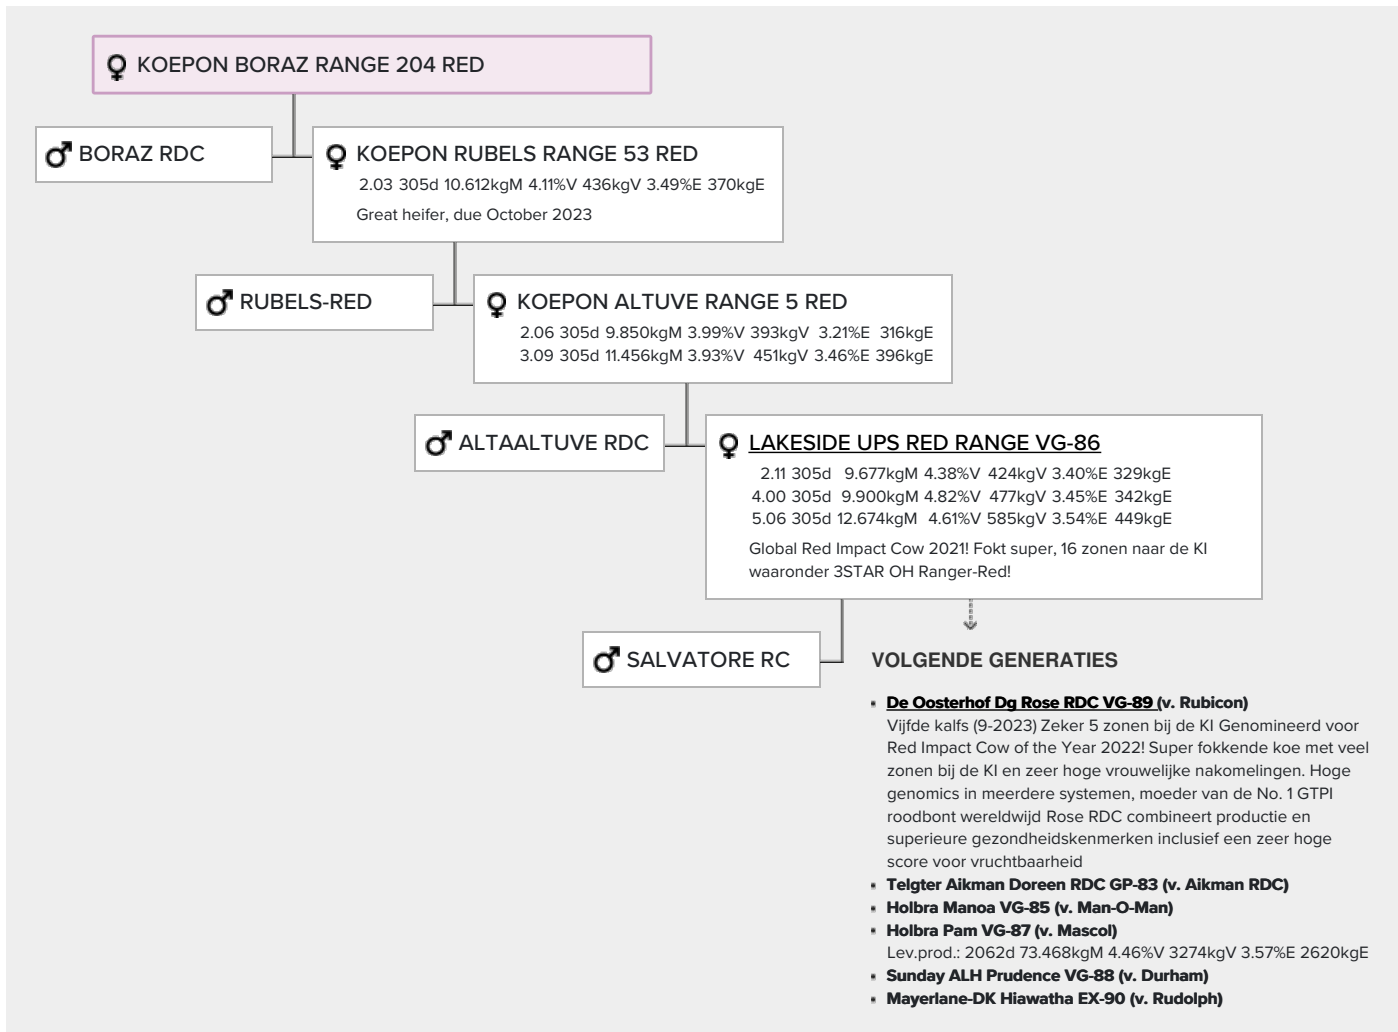 KOEPON BORAZ RANGE 204 RED
BORAZ RDC
KOEPON RUBELS RANGE 53 RED
2.03 305d 10.612kgM 4.11%V 436kgV 3.49%E 370kgE
Great heifer, due October 2023
RUBELS-RED
KOEPON ALTUVE RANGE 5 RED
2.06 305d 9.850kgM 3.99%V 393kgV 3.21%E 316kgE
3.09 305d 11.456kgM 3.93%V 451kgV 3.46%E 396kgE
ALTAALTUVE RDC
LAKESIDE UPS RED RANGE VG-86
2.11 305d 9.677kgM 4.38%V 424kgV 3.40%E 329kgE
4.00 305d 9.900kgM 4.82%V 477kgV 3.45%E 342kgE
5.06 305d 12.674kgM 4.61%V 585kgV 3.54%E 449kgE
Global Red Impact Cow 2021! Fokt super, 16 zonen naar de KI
waaronder 3STAR OH Ranger-Red!
SALVATORE RC
VOLGENDE GENERATIES
De Oosterhof Dg Rose RDC VG-89 (v. Rubicon)
Vijfde kalfs (9-2023) Zeker 5 zonen bij de KI Genomineerd voor
Red Impact Cow of the Year 2022! Super fokkende koe met veel
zonen bij de KI en zeer hoge vrouwelijke nakomelingen. Hoge
genomics in meerdere systemen, moeder van de No. 1 GTPI
roodbont wereldwijd Rose RDC combineert productie en
superieure gezondheidskenmerken inclusief een zeer hoge
score voor vruchtbaarheid
Telgter Aikman Doreen RDC GP-83 (v. Aikman RDC)
Holbra Manoa VG-85 (v. Man-O-Man)
Holbra Pam VG-87 (v. Mascol)
Lev.prod.: 2062d 73.468kgM 4.46%V 3274kgV 3.57%E 2620kgE
Sunday ALH Prudence VG-88 (v. Durham)
Mayerlane-DK Hiawatha EX-90 (v. Rudolph)